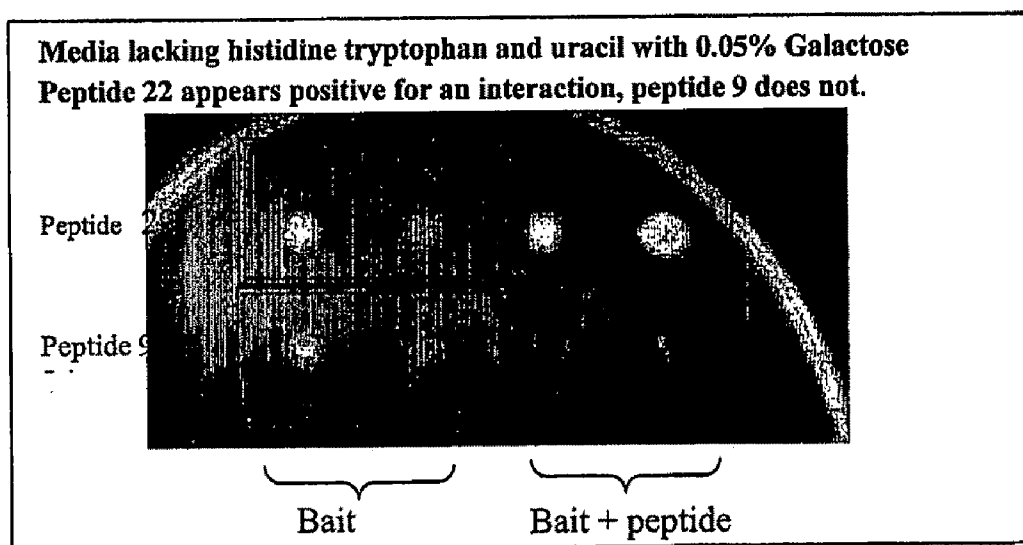 Media lacking histidine tryptophan and uracil with 0.05% Galactose
Peptide 22 appears positive for an interaction, peptide 9 does not.
Peptide
Peptide 9
Bait
Bait + peptide